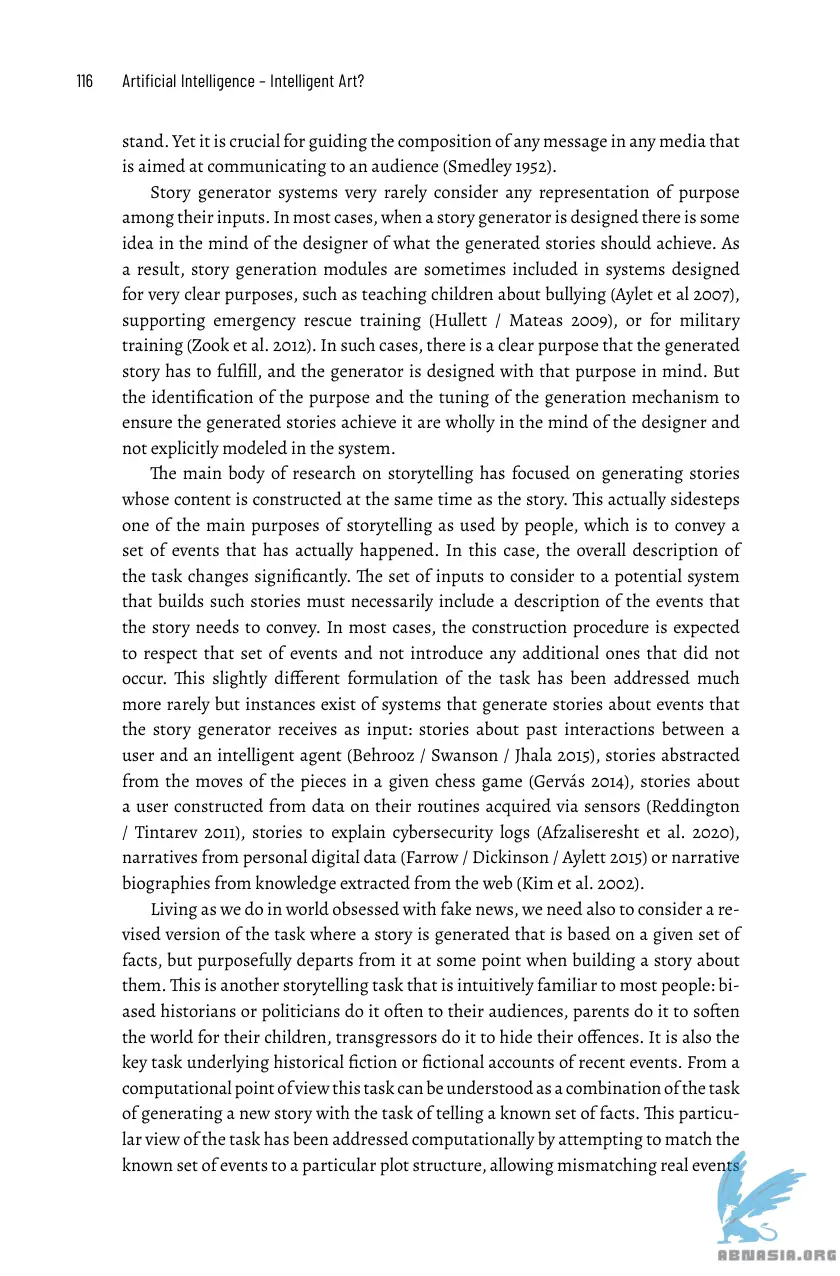 116 Artificial Intelligence – Intelligent Art?
stand. Yet it is crucial for guiding the composition of any message in any media that
is aimed at communicating to an audience (Smedley 1952).
Story generator systems very rarely consider any representation of purpose
among their inputs. In most cases, when a story generator is designed there is some
idea in the mind of the designer of what the generated stories should achieve. As
a result, story generation modules are sometimes included in systems designed
for very clear purposes, such as teaching children about bullying (Aylet et al 2007),
supporting emergency rescue training (Hullett / Mateas 2009), or for military
training (Zook et al. 2012). In such cases, there is a clear purpose that the generated
story has to fulfill, and the generator is designed with that purpose in mind. But
the identification of the purpose and the tuning of the generation mechanism to
ensure the generated stories achieve it are wholly in the mind of the designer and
not explicitly modeled in the system.
The main body of research on storytelling has focused on generating stories
whose content is constructed at the same time as the story. This actually sidesteps
one of the main purposes of storytelling as used by people, which is to convey a
set of events that has actually happened. In this case, the overall description of
the task changes significantly. The set of inputs to consider to a potential system
that builds such stories must necessarily include a description of the events that
the story needs to convey. In most cases, the construction procedure is expected
to respect that set of events and not introduce any additional ones that did not
occur. This slightly different formulation of the task has been addressed much
more rarely but instances exist of systems that generate stories about events that
the story generator receives as input: stories about past interactions between a
user and an intelligent agent (Behrooz / Swanson / Jhala 2015), stories abstracted
from the moves of the pieces in a given chess game (Gervás 2014), stories about
a user constructed from data on their routines acquired via sensors (Reddington
/ Tintarev 2011), stories to explain cybersecurity logs (Afzaliseresht et al. 2020),
narratives from personal digital data (Farrow / Dickinson / Aylett 2015) or narrative
biographies from knowledge extracted from the web (Kim et al. 2002).
Living as we do in world obsessed with fake news, we need also to consider a re-
vised version of the task where a story is generated that is based on a given set of
facts, but purposefully departs from it at some point when building a story about
them. This is another storytelling task that is intuitively familiar to most people: bi-
ased historians or politicians do it often to their audiences, parents do it to soften
the world for their children, transgressors do it to hide their offences. It is also the
key task underlying historical fiction or fictional accounts of recent events. From a
computational point of view this task can be understood as a combination of the task
of generating a new story with the task of telling a known set of facts. This particu-
lar view of the task has been addressed computationally by attempting to match the
known set of events to a particular plot structure, allowing mismatching real events
ABNASIA.ORG